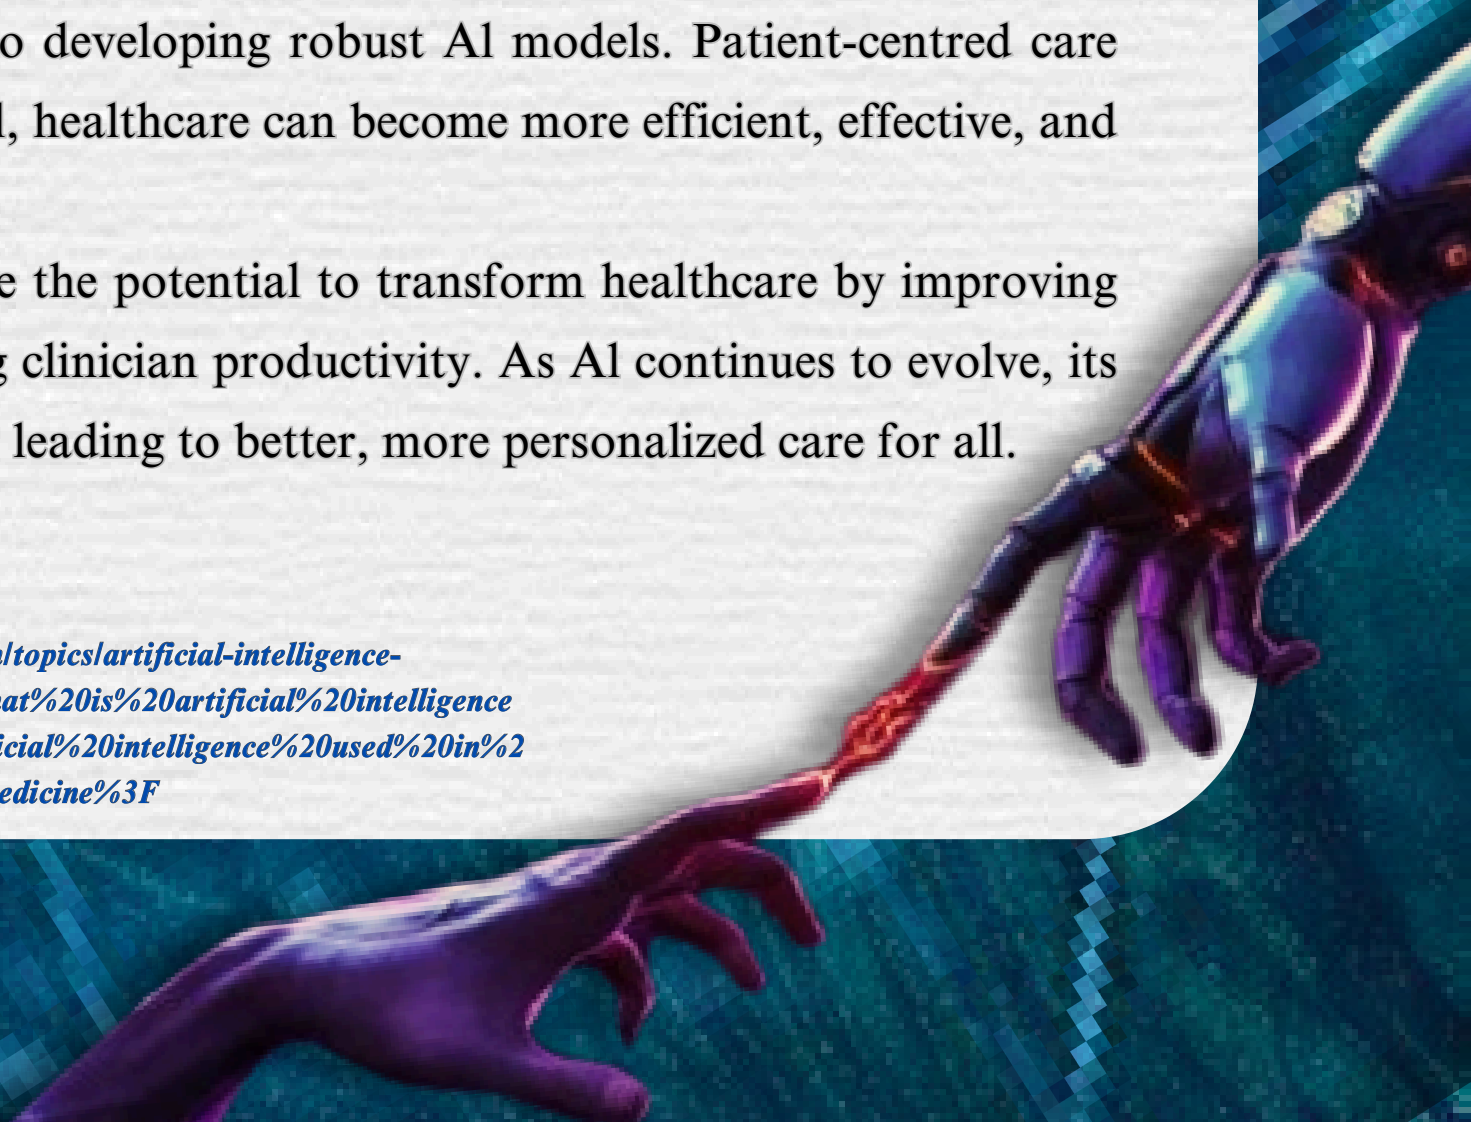 o developing robust Al models. Patient-centred care
l, healthcare can become more efficient, effective, and
e the potential to transform healthcare by improving
g clinician productivity. As Al continues to evolve, its
leading to better, more personalized care for all.
/topics/artificial-intelligence-
at%20is%20artificial%20intelligence
icial%20intelligence%20used%20in%2
edicine%3F